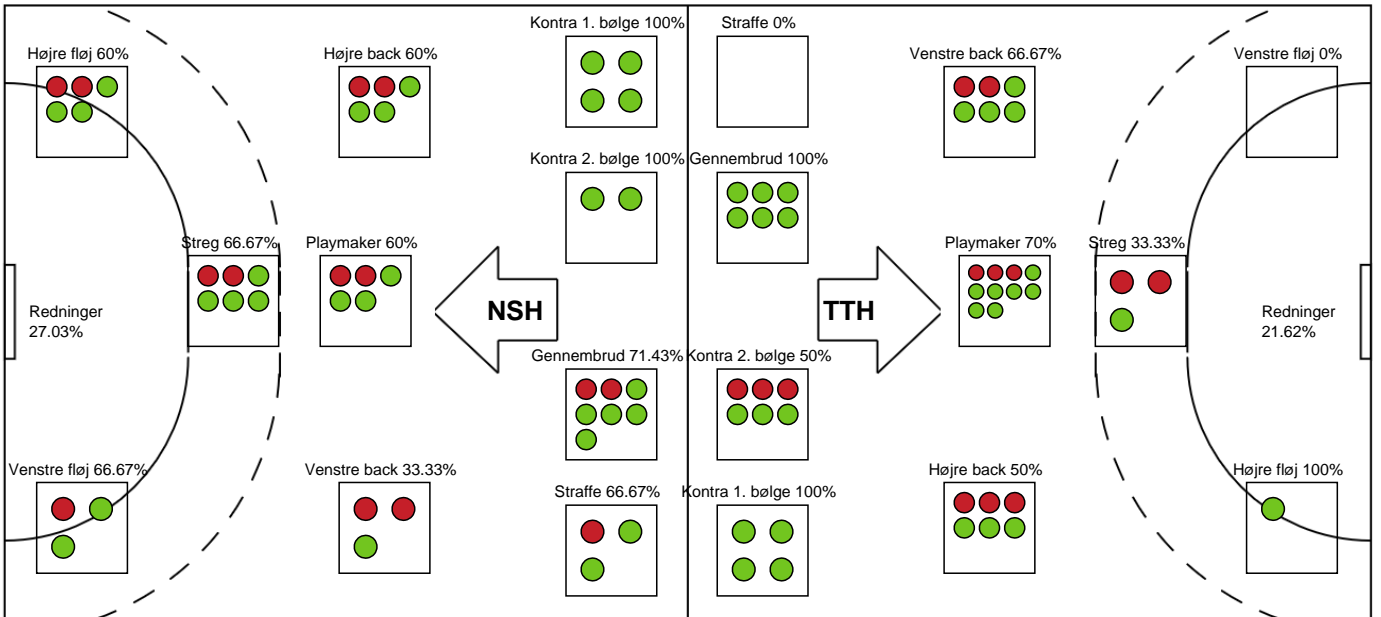 Kontra 1. bølge 100%
Straffe 0%
Højre fløj 60%
Højre back 60%
Venstre back 66.67%
Venstre fløj 0%
Kontra 2. bølge 100%
Gennembrud 100%
Streg 66.67%
Playmaker 60%
Playmaker 70%
Streg 33.33%
Redninger
27.03%
NSH
TTH
Redninger
21.62%
Gennembrud 71.43%
Kontra 2. bølge 50%
Venstre fløj 66.67%
Venstre back 33.33%
Højre back 50%
Højre fløj 100%
Straffe 66.67%
Kontra 1. bølge 100%